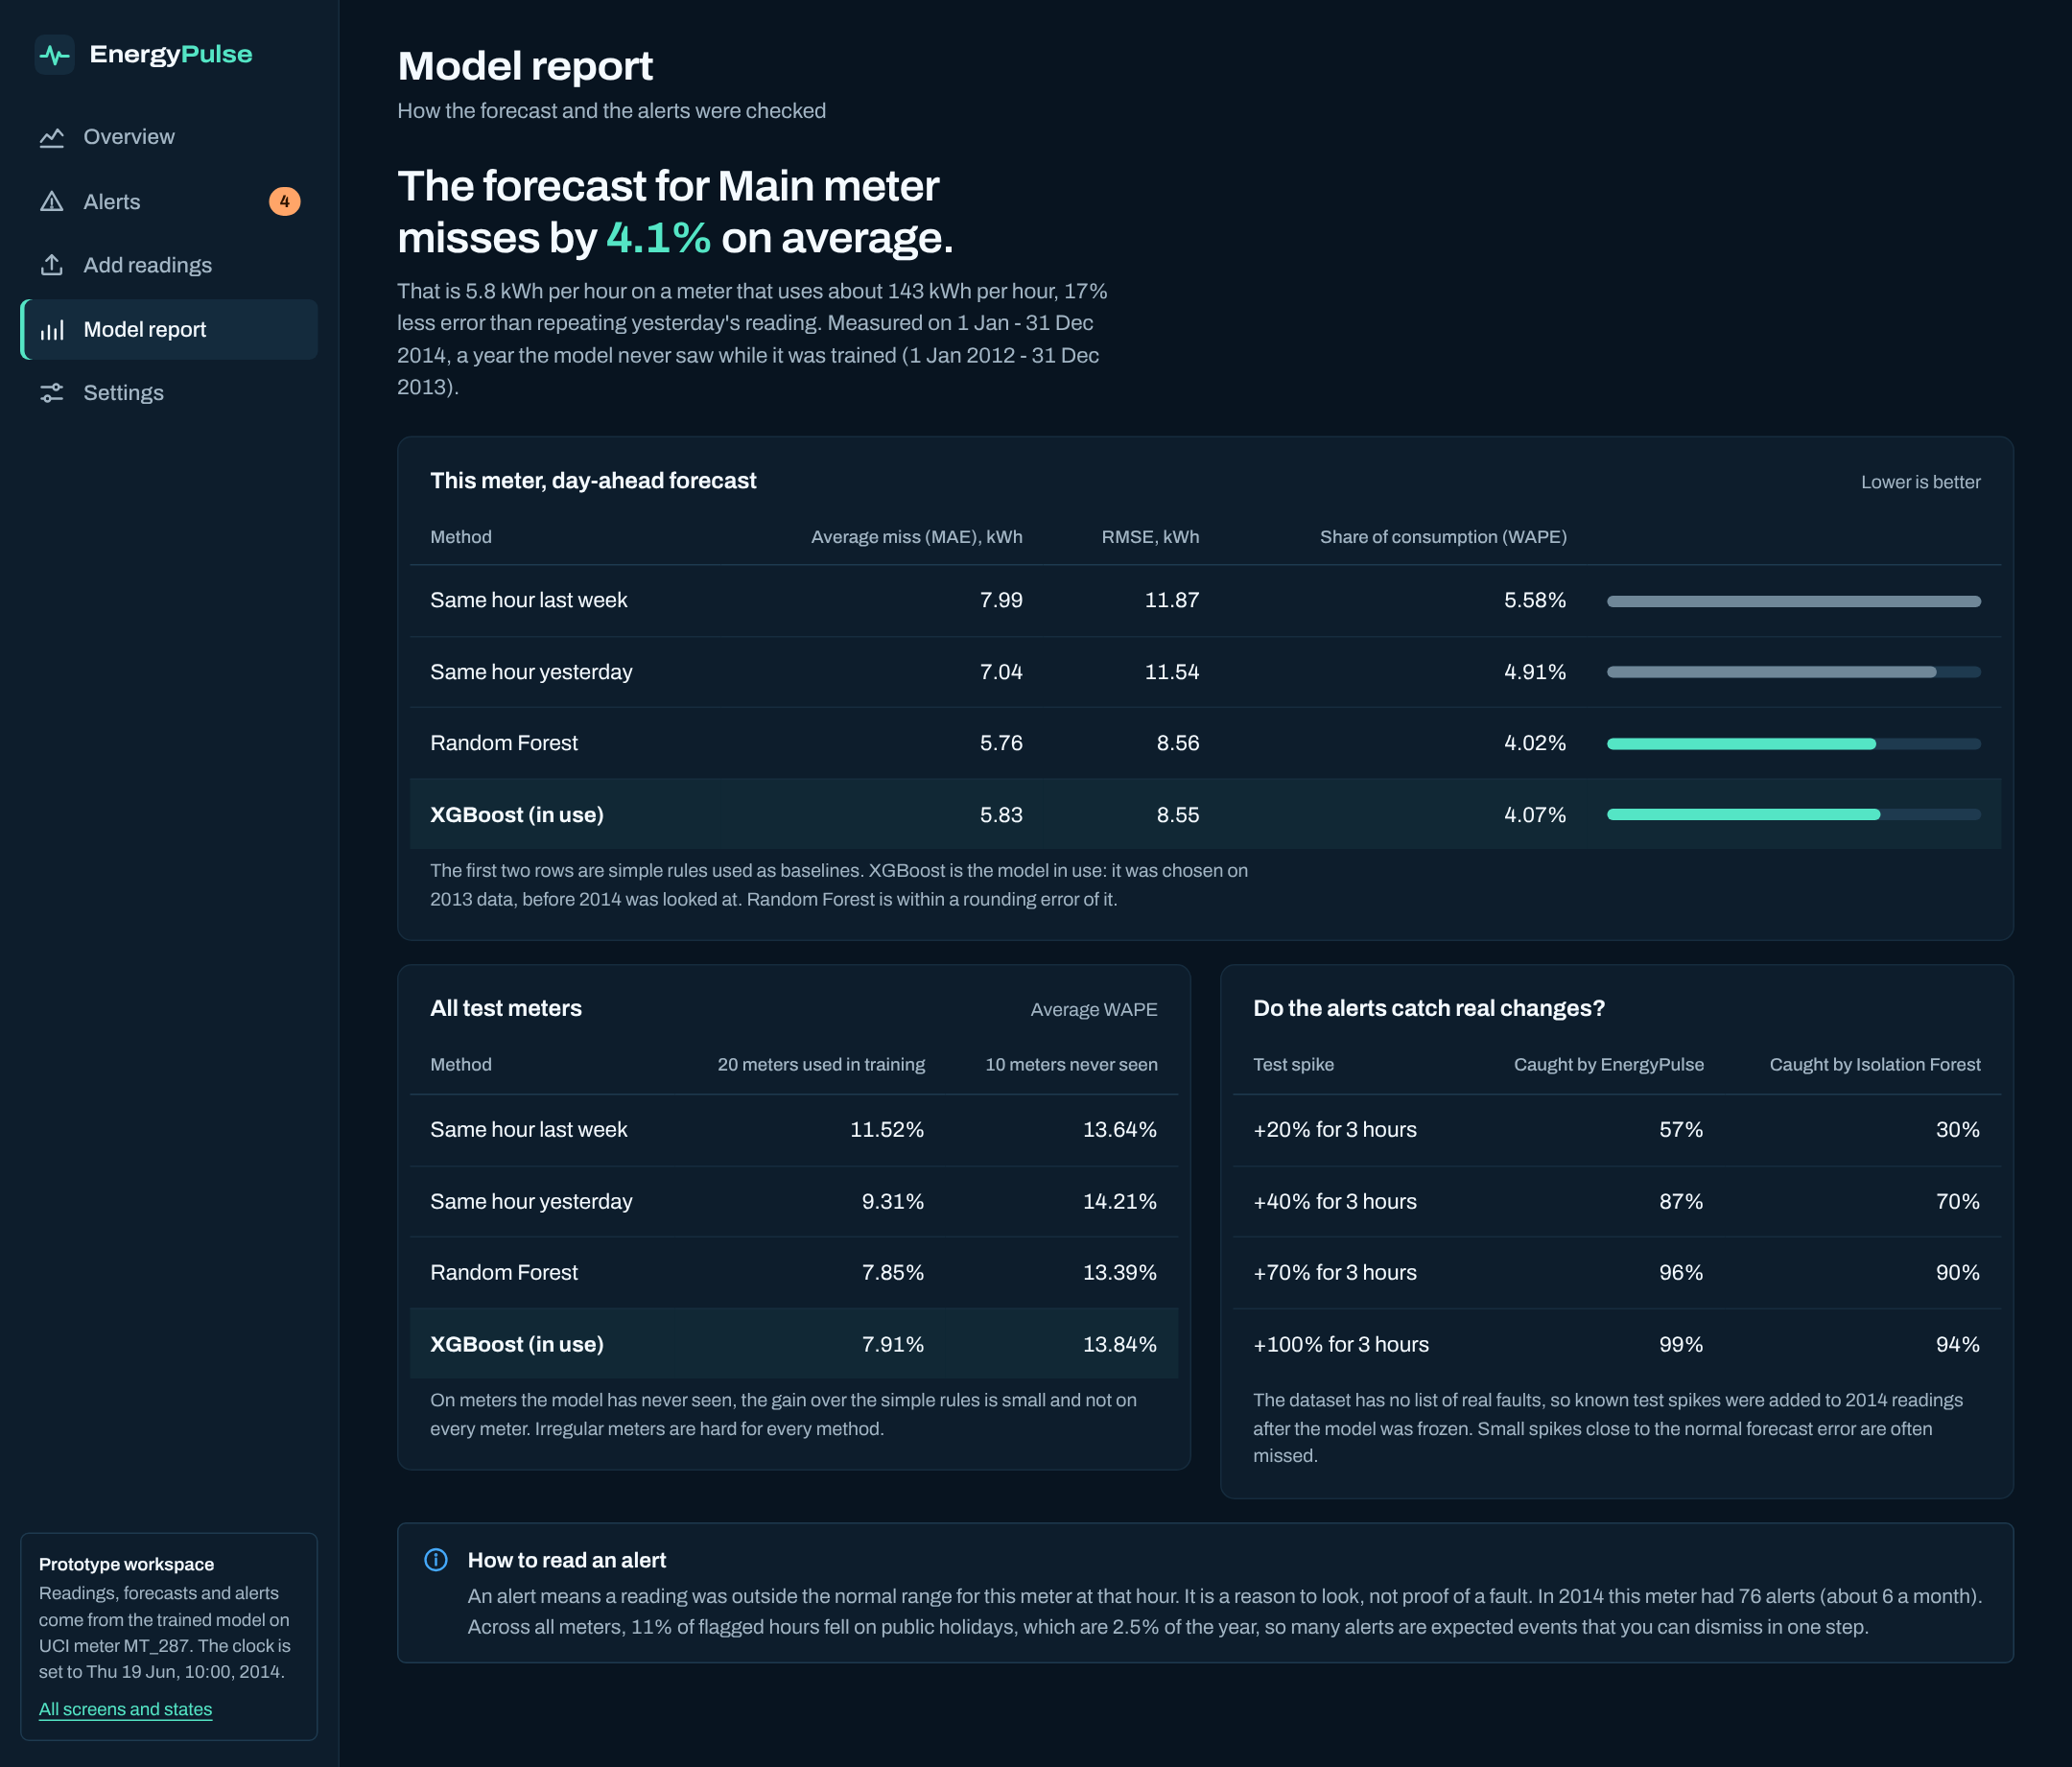 EnergyPulse
Overview
Alerts 4
Add readings
Model report
Settings
Prototype workspace
Readings, forecasts and alerts
come from the trained model on
UCI meter MT_287. The clock is
set to Thu 19 Jun, 10:00, 2014.
All screens and states
Model report
How the forecast and the alerts were checked
The forecast for Main meter
misses by 4.1% on average.
That is 5.8 kWh per hour on a meter that uses about 143 kWh per hour, 17%
less error than repeating yesterday's reading. Measured on 1 Jan - 31 Dec
2014, a year the model never saw while it was trained (1 Jan 2012 - 31 Dec
2013).
This meter, day-ahead forecast Lower is better
Method Average miss (MAE), kWh RMSE, kWh Share of consumption (WAPE)
Same hour last week 7.99 11.87 5.58%
Same hour yesterday 7.04 11.54 4.91%
Random Forest 5.76 8.56 4.02%
XGBoost (in use) 5.83 8.55 4.07%
The first two rows are simple rules used as baselines. XGBoost is the model in use: it was chosen on
2013 data, before 2014 was looked at. Random Forest is within a rounding error of it.
All test meters Average WAPE
Method 20 meters used in training 10 meters never seen
Same hour last week 11.52% 13.64%
Same hour yesterday 9.31% 14.21%
Random Forest 7.85% 13.39%
XGBoost (in use) 7.91% 13.84%
On meters the model has never seen, the gain over the simple rules is small and not on
every meter. Irregular meters are hard for every method.
Do the alerts catch real changes?
Test spike Caught by EnergyPulse Caught by Isolation Forest
+20% for 3 hours 57% 30%
+40% for 3 hours 87% 70%
+70% for 3 hours 96% 90%
+100% for 3 hours 99% 94%
The dataset has no list of real faults, so known test spikes were added to 2014 readings
after the model was frozen. Small spikes close to the normal forecast error are often
missed.
How to read an alert
An alert means a reading was outside the normal range for this meter at that hour. It is a reason to look, not proof of a fault. In 2014 this meter had 76 alerts (about 6 a month).
Across all meters, 11% of flagged hours fell on public holidays, which are 2.5% of the year, so many alerts are expected events that you can dismiss in one step.